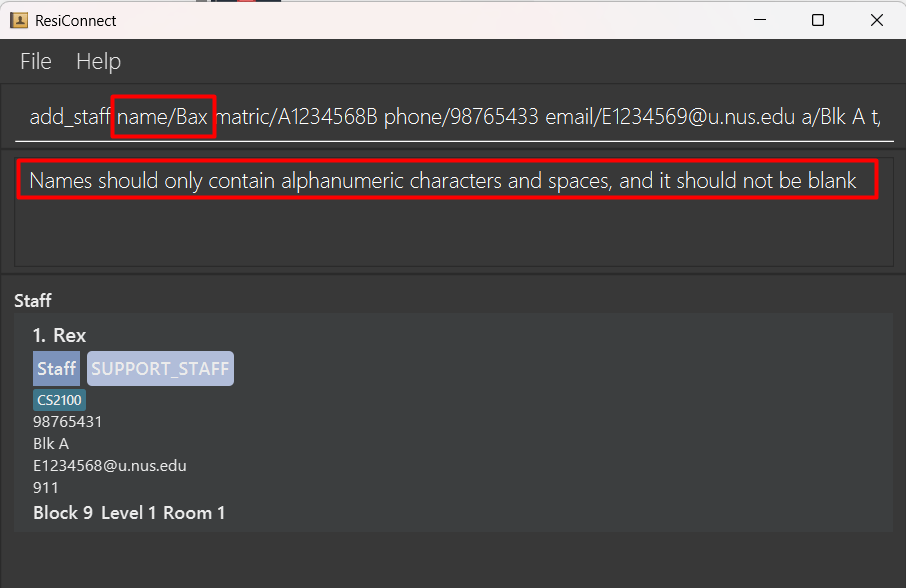 ResiConnect
File Help
add_staff name/Bax matric/A1234568B phone/98765433 email/E1234569@u.nus.edu a/Blk A t,
Names should only contain alphanumeric characters and spaces, and it should not be blank
Staff
1. Rex
Staff SUPPORT_STAFF
CS2100
98765431
Blk A
E1234568@u.nus.edu
911
Block 9 Level 1 Room 1